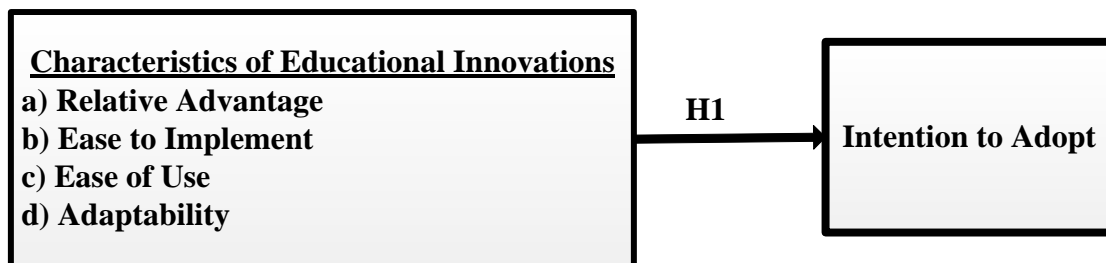 Characteristics of Educational Innovations
a) Relative Advantage
b) Ease to Implement
c) Ease of Use
d) Adaptability
H1
Intention to Adopt